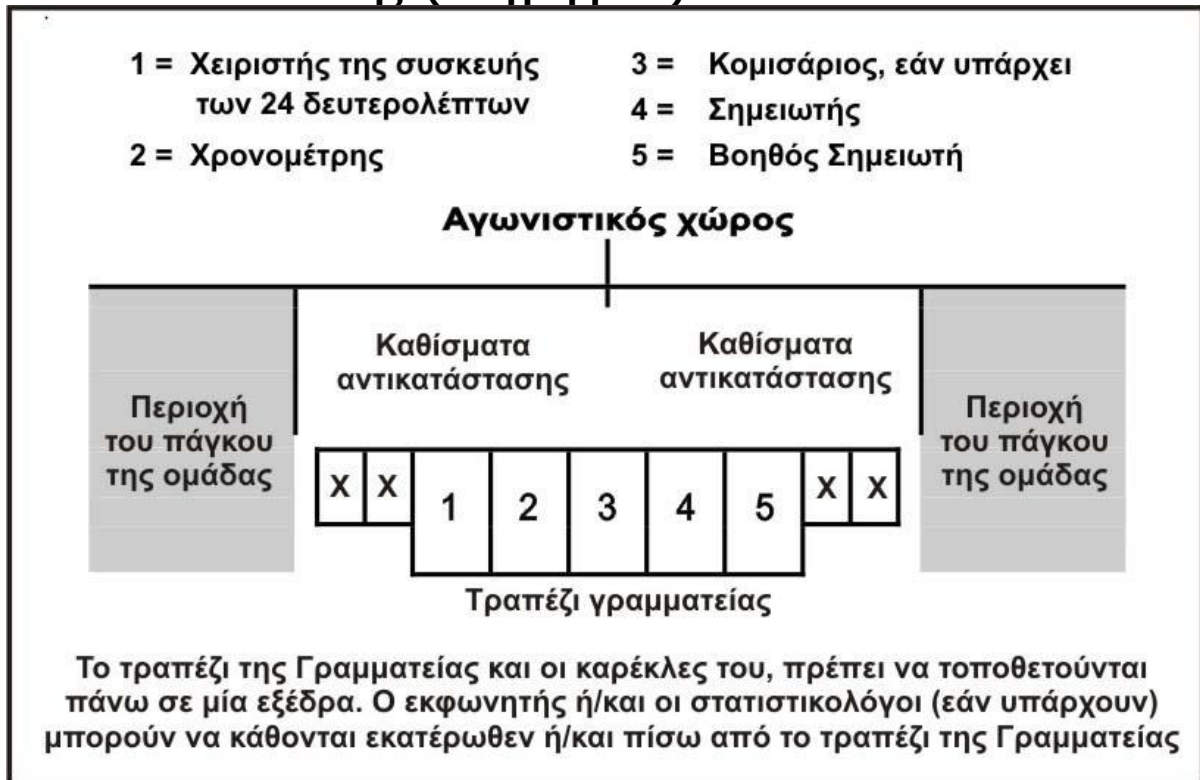 1 = Χειριστής της συσκευής
των 24 δευτερολέπτων
2 = Χρονομέτρης
3 = Κομισάριος, εάν υπάρχει
4 = Σημειωτής
5 = Βοηθός Σημειωτή
Αγωνιστικός χώρος
Καθίσματα
αντικατάστασης
Καθίσματα
αντικατάστασης
Περιοχή
του πάγκου
της ομάδας
Περιοχή
του πάγκου
της ομάδας
X X 1 2 3 4 5 X X
Τραπέζι γραμματείας
Το τραπέζι της Γραμματείας και οι καρέκλες του, πρέπει να τοποθετούνται
πάνω σε μία εξέδρα. Ο εκφωνητής ή/και οι στατιστικολόγοι (εάν υπάρχουν)
μπορούν να κάθονται εκατέρωθεν ή/και πίσω από το τραπέζι της Γραμματείας